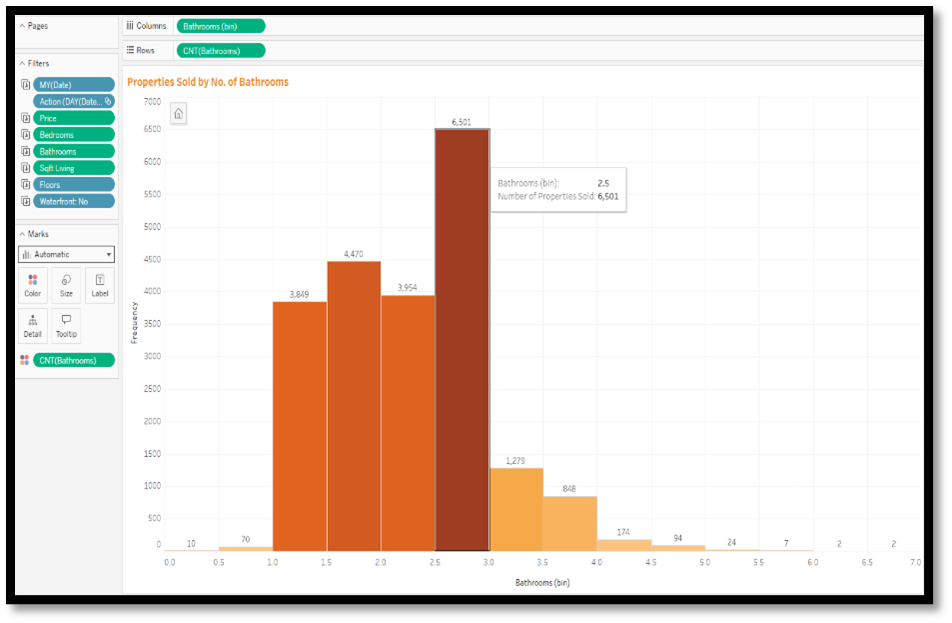 Pages
Filters
MY(Date)
Action (DAY(Date...
Price
Bedrooms
Bathrooms
Sqft Living
Floors
Waterfront: No
Marks
Automatic
Color
Size
Label
Detail
Tooltip
CNT(Bathrooms)
Columns
Bathrooms (bin)
Rows
CNT(Bathrooms)
Properties Sold by No. of Bathrooms
7000
6500
6000
5500
5000
4500
4000
3500
3000
2500
2000
1500
1000
500
0
Frequency
10
70
3,849
4,470
3,954
6,501
1,279
848
174
94
24
7
2
2
Bathrooms (bin): 2.5
Number of Properties Sold: 6,501
0.0 0.5 1.0 1.5 2.0 2.5 3.0 3.5 4.0 4.5 5.0 5.5 6.0 6.5 7.0
Bathrooms (bin)